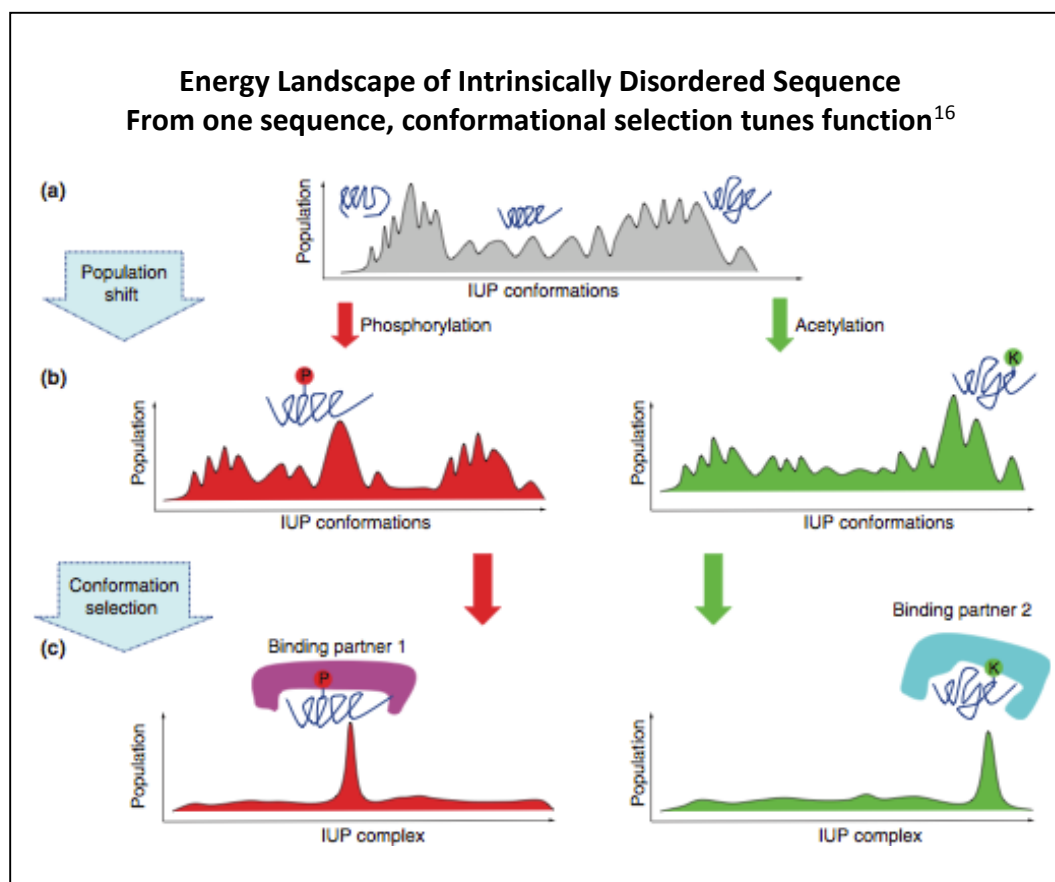 Energy Landscape of Intrinsically Disordered Sequence
From one sequence, conformational selection tunes function16
(a)
Population
IUP conformations
Population
shift
Phosphorylation
Acetylation
(b)
P
Population
IUP conformations
K
Population
IUP conformations
Conformation
selection
(c)
Binding partner 1
P
Population
IUP complex
Binding partner 2
K
Population
IUP complex